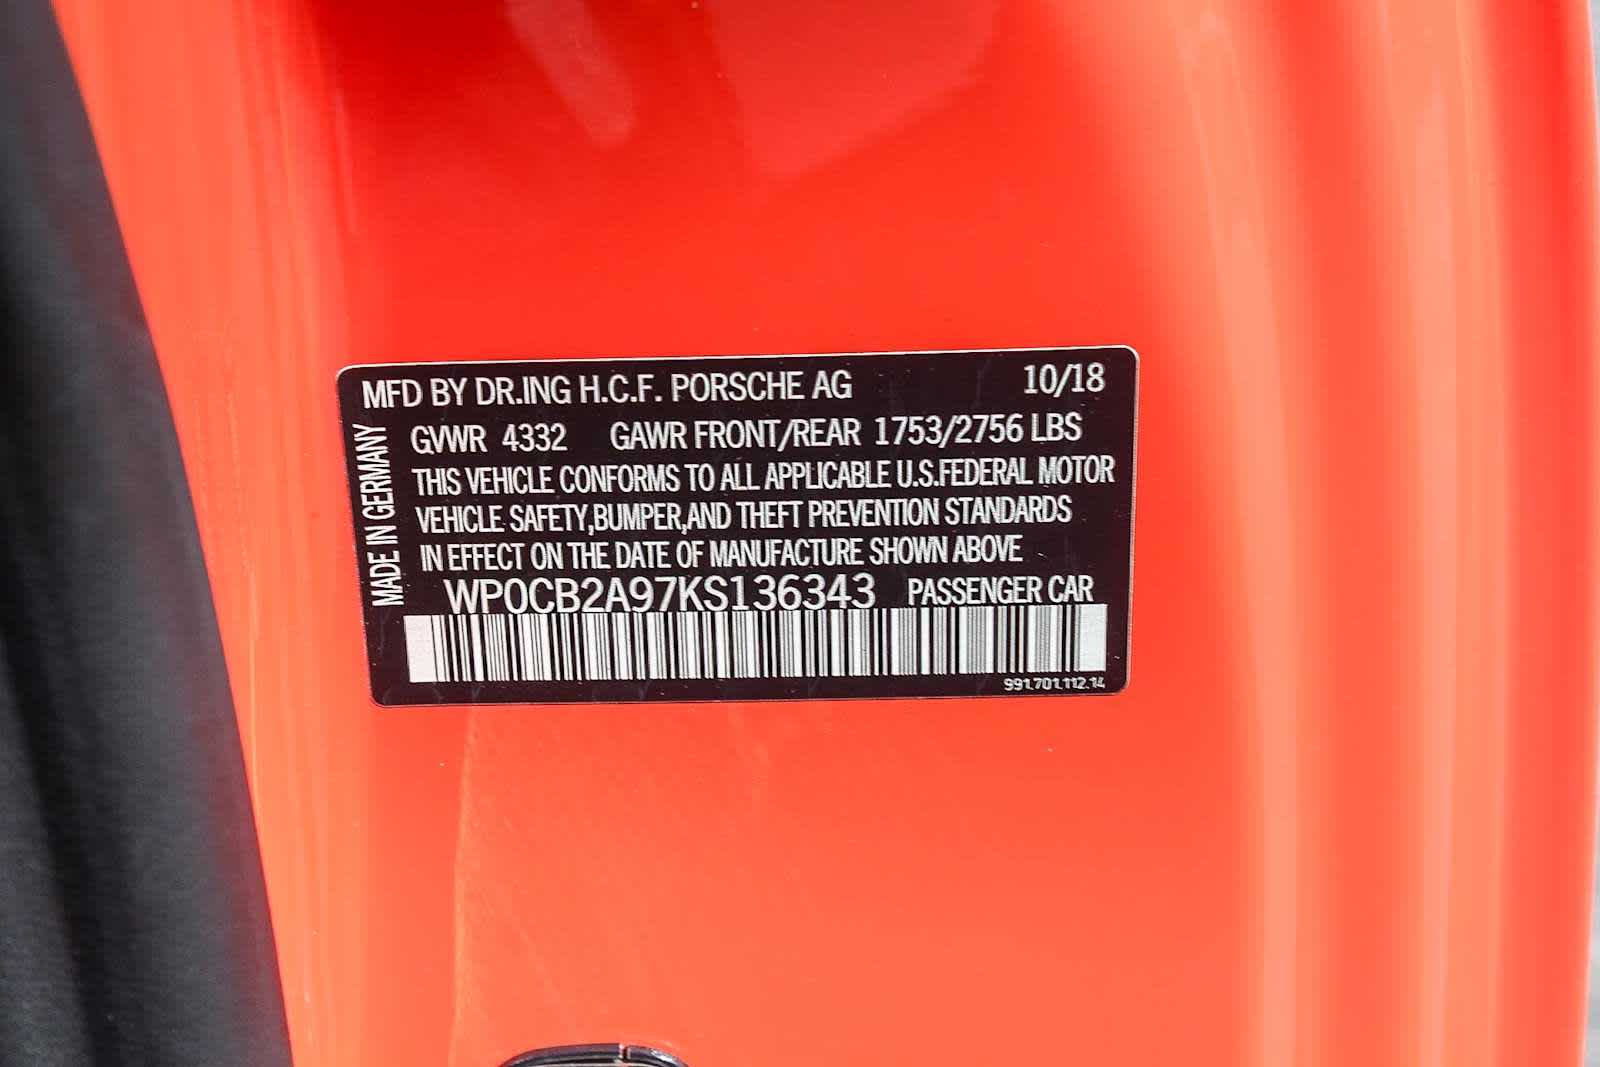 MFD BY DR.ING H.C.F. PORSCHE AG 10/18
GVWR 4332 GAWR FRONT/REAR 1753/2756 LBS
THIS VEHICLE CONFORMS TO ALL APPLICABLE U.S.FEDERAL MOTOR
VEHICLE SAFETY,BUMPER,AND THEFT PREVENTION STANDARDS
IN EFFECT ON THE DATE OF MANUFACTURE SHOWN ABOVE
WP0CB2A97KS136343 PASSENGER CAR
MADE IN GERMANY
991.701.112.14